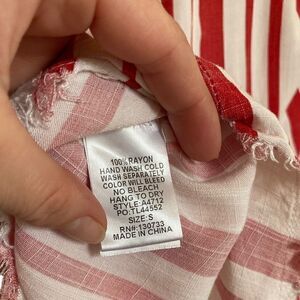 100% RAYON
HAND WASH COLD
WASH SEPARATELY
COLOR WILL BLEED
NO BLEACH
HANG TO DRY
STYLE:A4712
PO:TL44552
SIZE:S
RN#:130733
MADE IN CHINA